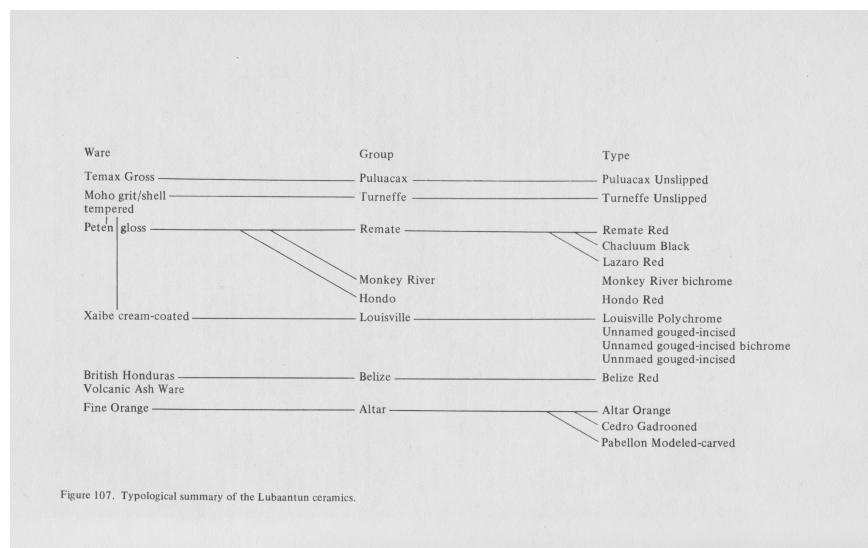 Ware Group Type
Temax Gross Puluacax Puluacax Unslipped
Moho grit/shell Turneffe Turneffe Unslipped
tempered
Petén gloss Remate Remate Red
Chacluum Black
Lazaro Red
Monkey River Monkey River bichrome
Hondo Hondo Red
Xaibe cream-coated Louisville Louisville Polychrome
Unnamed gouged-incised
Unnamed gouged-incised bichrome
Unnmaed gouged-incised
British Honduras Belize Belize Red
Volcanic Ash Ware
Fine Orange Altar Altar Orange
Cedro Gadrooned
Pabellon Modeled-carved
Figure 107. Typological summary of the Lubaantun ceramics.